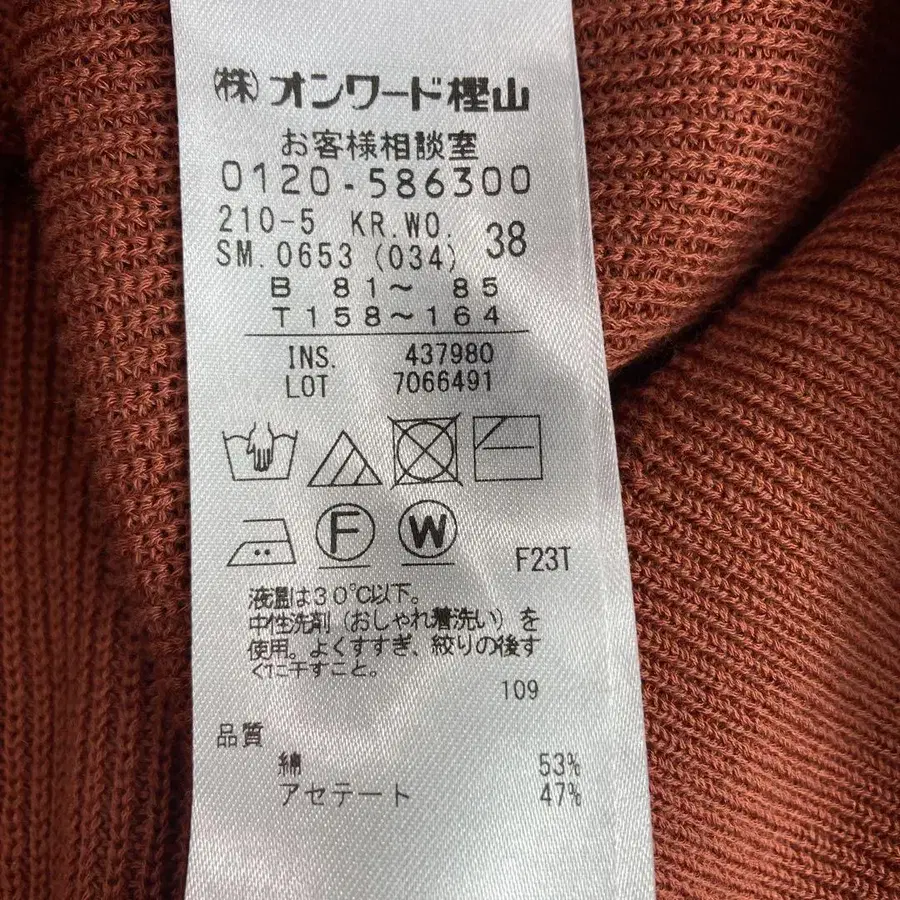 ㈱オンワード樫山
お客様相談室
0120-586300
210-5 KR.WO. 38
SM.0653 (034)
B 81〜 85
T158〜164
INS. 437980
LOT 7066491
F W
F23T
液温は30℃以下。
中性洗剤(おしゃれ着洗い)を
使用。よくすすぎ、絞りの後す
ぐに干すこと。
109
品質
綿 53%
アセテート 47%